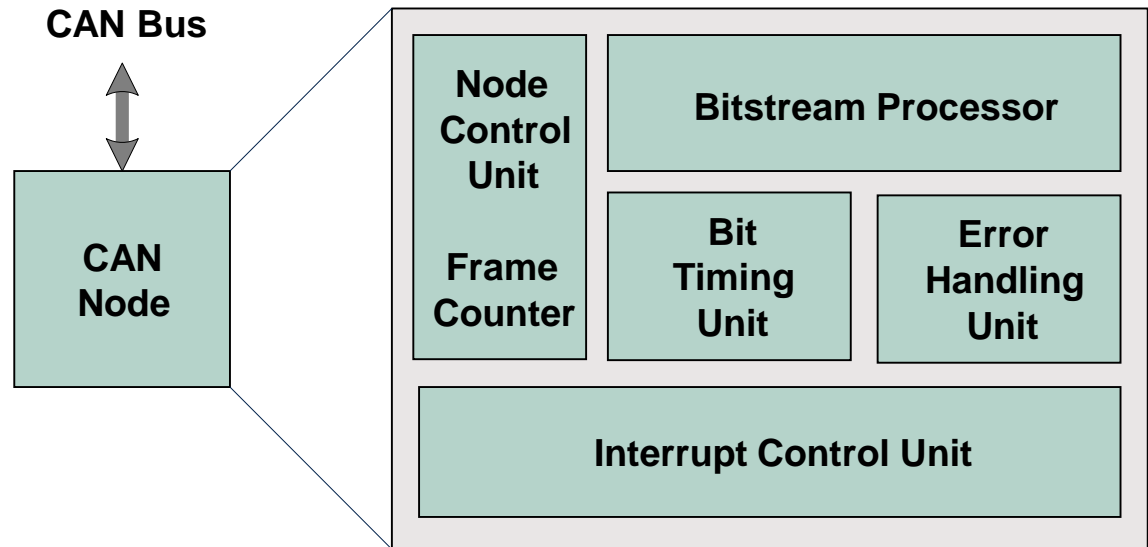 CAN Bus
CAN
Node
Node
Control
Unit
Frame
Counter
Bitstream Processor
Bit
Timing
Unit
Error
Handling
Unit
Interrupt Control Unit